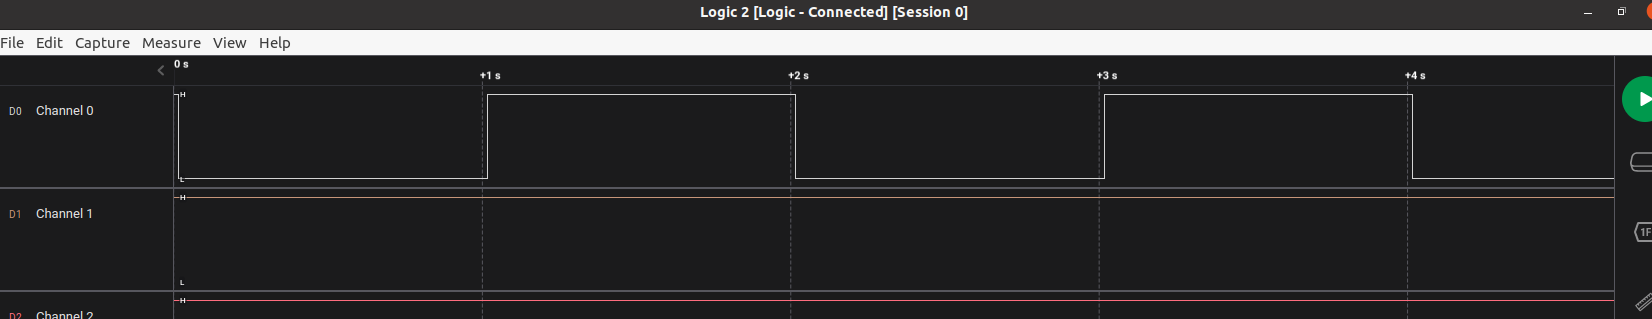 Logic 2 [Logic - Connected] [Session 0]
File Edit Capture Measure View Help
0 s
+1 s +2 s +3 s +4 s
H
D0 Channel 0
L
H
D1 Channel 1
L
H
1F
D2 Channel 2